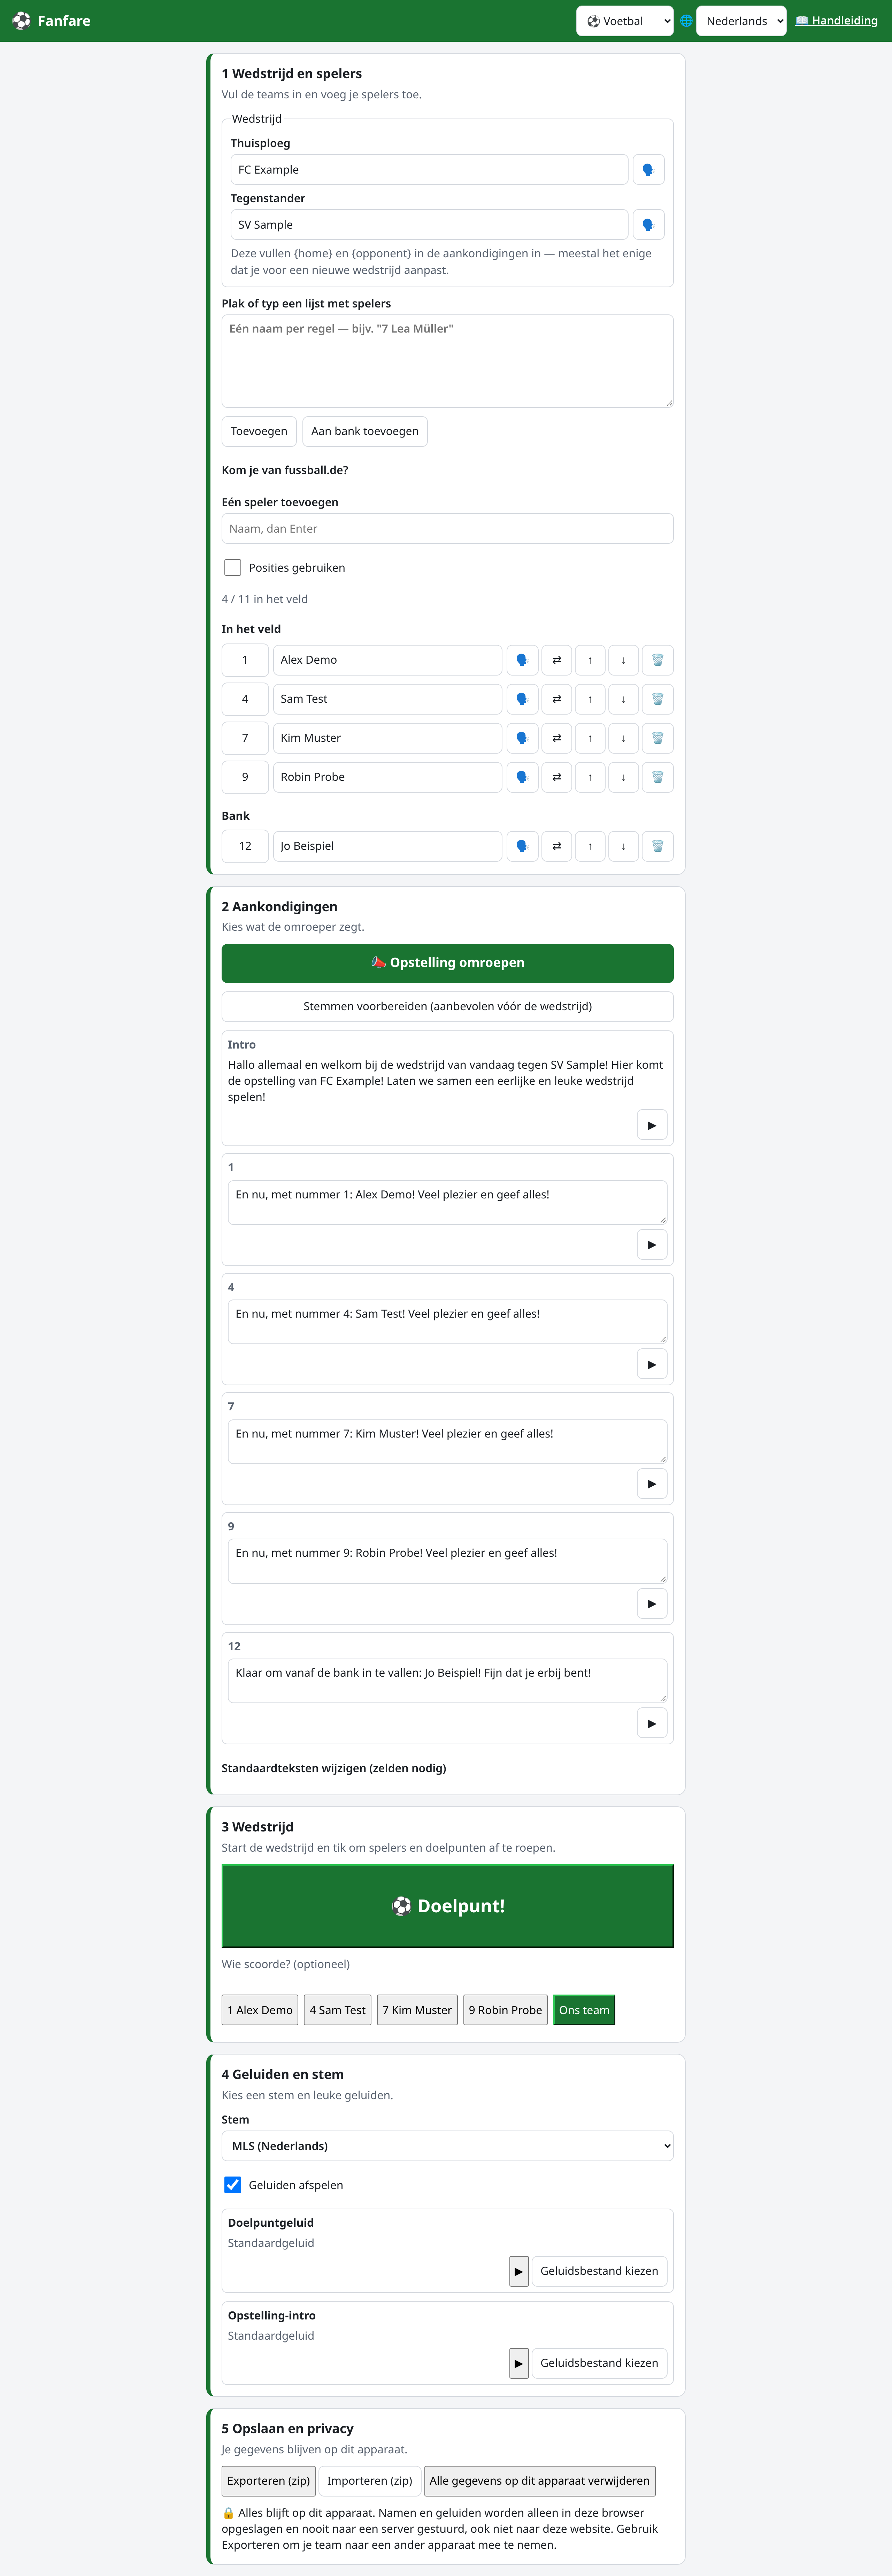 ⚽ Fanfare
⚽ Voetbal
🌐 Nederlands
📖 Handleiding
1 Wedstrijd en spelers
Vul de teams in en voeg je spelers toe.
Wedstrijd
Thuisploeg
FC Example
🗣️
Tegenstander
SV Sample
🗣️
Deze vullen {home} en {opponent} in de aankondigingen in — meestal het enige
dat je voor een nieuwe wedstrijd aanpast.
Plak of typ een lijst met spelers
Eén naam per regel — bijv. "7 Lea Müller"
Toevoegen
Aan bank toevoegen
Kom je van fussball.de?
Eén speler toevoegen
Naam, dan Enter
Posities gebruiken
4 / 11 in het veld
In het veld
1 Alex Demo 🗣️ ⇄ ↑ ↓ 🗑️
4 Sam Test 🗣️ ⇄ ↑ ↓ 🗑️
7 Kim Muster 🗣️ ⇄ ↑ ↓ 🗑️
9 Robin Probe 🗣️ ⇄ ↑ ↓ 🗑️
Bank
12 Jo Beispiel 🗣️ ⇄ ↑ ↓ 🗑️
2 Aankondigingen
Kies wat de omroeper zegt.
📣 Opstelling omroepen
Stemmen voorbereiden (aanbevolen vóór de wedstrijd)
Intro
Hallo allemaal en welkom bij de wedstrijd van vandaag tegen SV Sample! Hier komt
de opstelling van FC Example! Laten we samen een eerlijke en leuke wedstrijd
spelen!
▶
1
En nu, met nummer 1: Alex Demo! Veel plezier en geef alles!
▶
4
En nu, met nummer 4: Sam Test! Veel plezier en geef alles!
▶
7
En nu, met nummer 7: Kim Muster! Veel plezier en geef alles!
▶
9
En nu, met nummer 9: Robin Probe! Veel plezier en geef alles!
▶
12
Klaar om vanaf de bank in te vallen: Jo Beispiel! Fijn dat je erbij bent!
▶
Standaardteksten wijzigen (zelden nodig)
3 Wedstrijd
Start de wedstrijd en tik om spelers en doelpunten af te roepen.
⚽ Doelpunt!
Wie scoorde? (optioneel)
1 Alex Demo
4 Sam Test
7 Kim Muster
9 Robin Probe
Ons team
4 Geluiden en stem
Kies een stem en leuke geluiden.
Stem
MLS (Nederlands)
Geluiden afspelen
Doelpuntgeluid
Standaardgeluid
▶ Geluidsbestand kiezen
Opstelling-intro
Standaardgeluid
▶ Geluidsbestand kiezen
5 Opslaan en privacy
Je gegevens blijven op dit apparaat.
Exporteren (zip)
Importeren (zip)
Alle gegevens op dit apparaat verwijderen
🔒 Alles blijft op dit apparaat. Namen en geluiden worden alleen in deze browser
opgeslagen en nooit naar een server gestuurd, ook niet naar deze website. Gebruik
Exporteren om je team naar een ander apparaat mee te nemen.